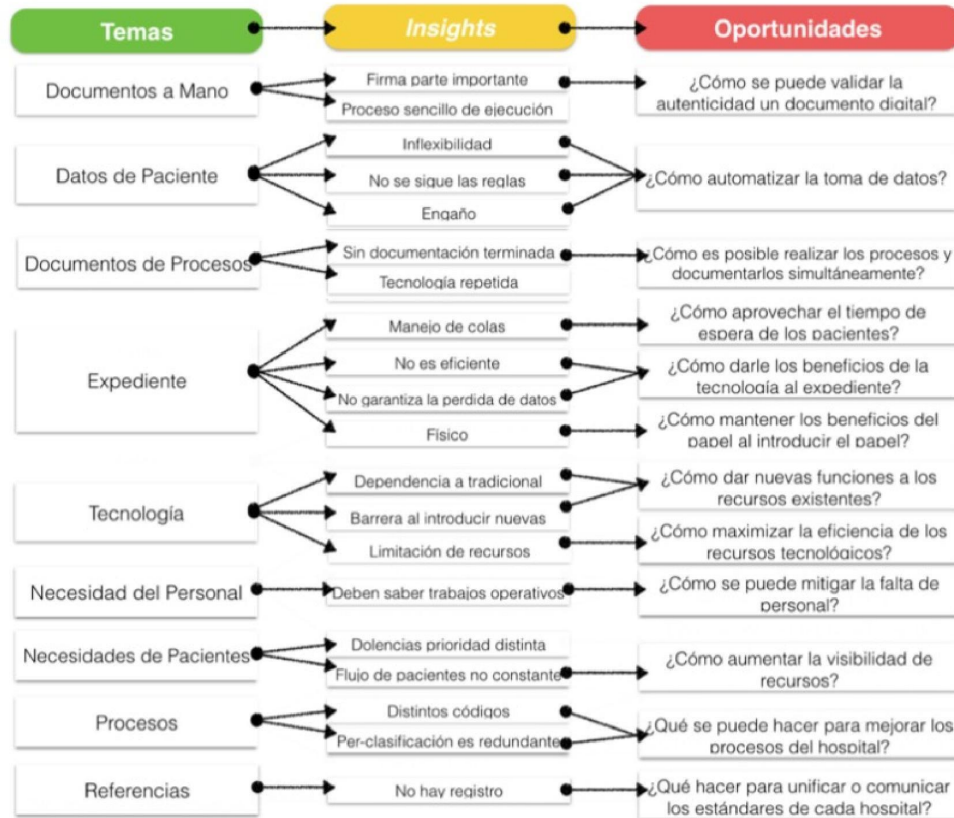 Temas
Insights
Oportunidades
Documentos a Mano
Firma parte importante
Proceso sencillo de ejecución
¿Cómo se puede validar la
autenticidad un documento digital?
Datos de Paciente
Inflexibilidad
No se sigue las reglas
Engaño
¿Cómo automatizar la toma de datos?
Documentos de Procesos
Sin documentación terminada
Tecnología repetida
¿Cómo es posible realizar los procesos y
documentarlos simultáneamente?
Expediente
Manejo de colas
No es eficiente
No garantiza la perdida de datos
Físico
¿Cómo aprovechar el tiempo de
espera de los pacientes?
¿Cómo darle los beneficios de la
tecnología al expediente?
¿Cómo mantener los beneficios del
papel al introducir el papel?
Tecnología
Dependencia a tradicional
Barrera al introducir nuevas
Limitación de recursos
¿Cómo dar nuevas funciones a los
recursos existentes?
¿Cómo maximizar la eficiencia de los
recursos tecnológicos?
Necesidad del Personal
Deben saber trabajos operativos
¿Cómo se puede mitigar la falta de
personal?
Necesidades de Pacientes
Dolencias prioridad distinta
Flujo de pacientes no constante
¿Cómo aumentar la visibilidad de
recursos?
Procesos
Distintos códigos
Per-clasificación es redundante
¿Qué se puede hacer para mejorar los
procesos del hospital?
Referencias
No hay registro
¿Qué hacer para unificar o comunicar
los estándares de cada hospital?